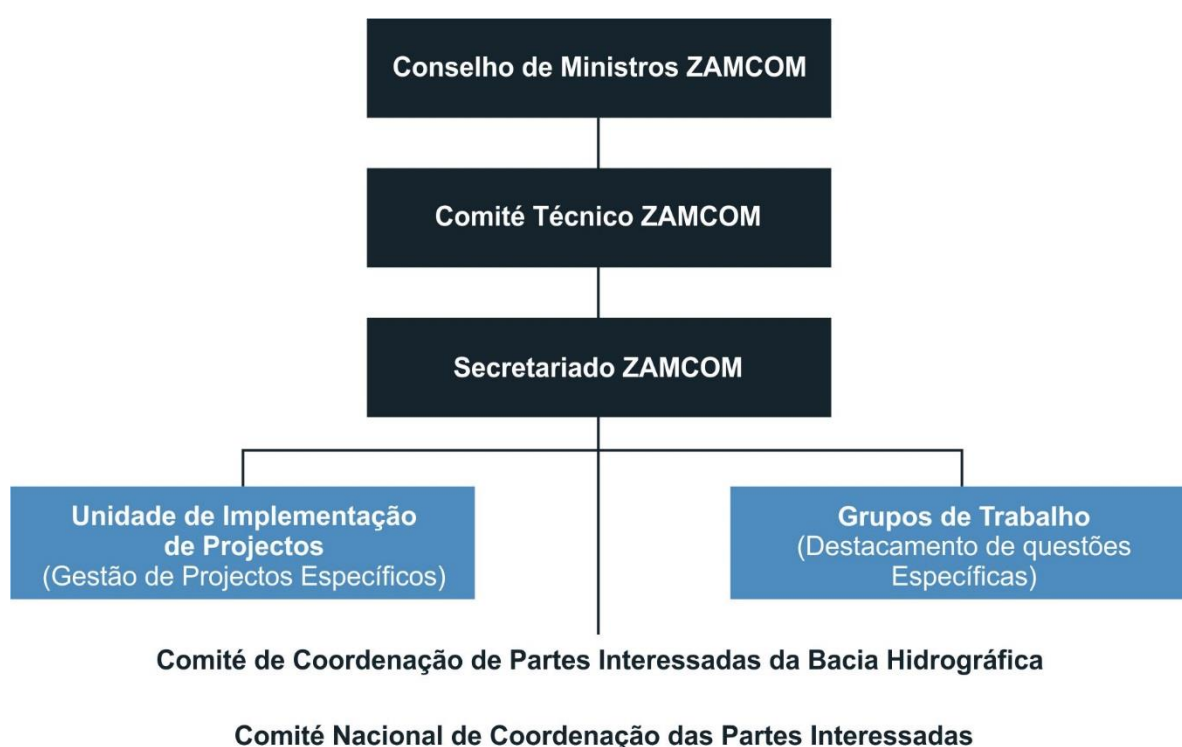 Conselho de Ministros ZAMCOM
Comité Técnico ZAMCOM
Secretariado ZAMCOM
Unidade de Implementação
de Projectos
(Gestão de Projectos Específicos)
Grupos de Trabalho
(Destacamento de questões
Específicas)
Comité de Coordenação de Partes Interessadas da Bacia Hidrográfica
Comité Nacional de Coordenação das Partes Interessadas